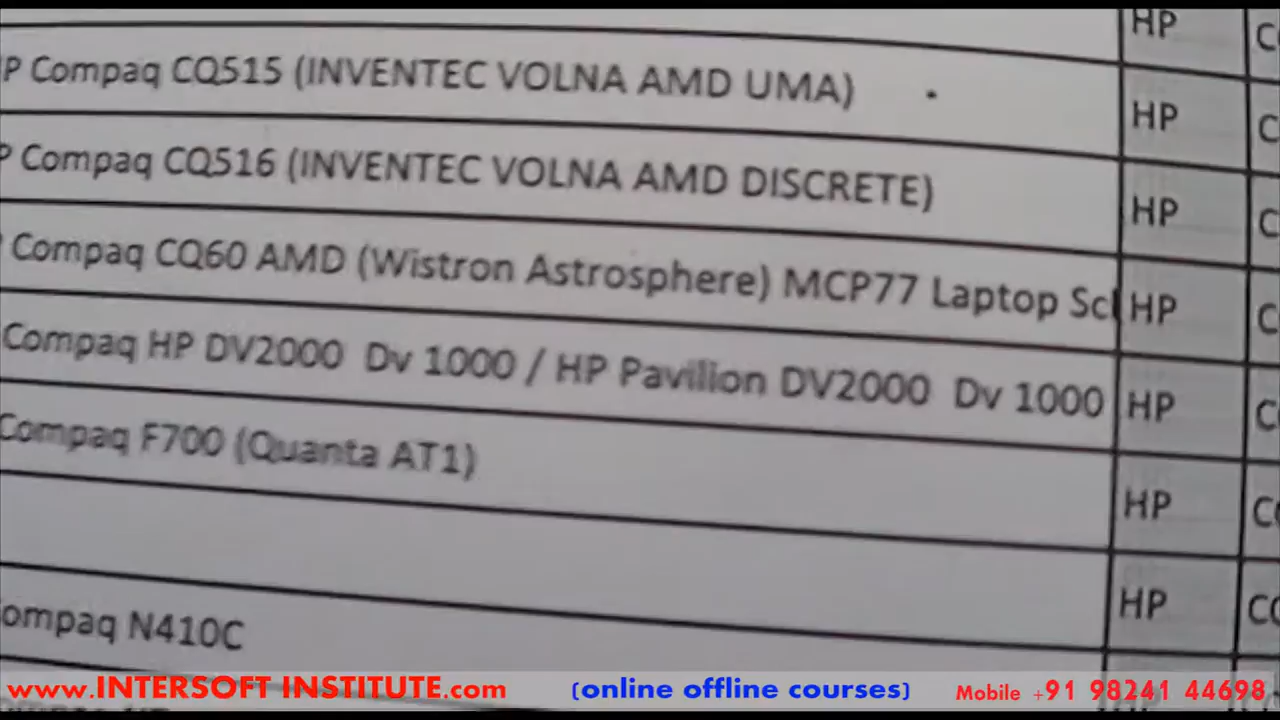 HP
P Compaq CQ515 (INVENTEC VOLNA AMD UMA) HP
P Compaq CQ516 (INVENTEC VOLNA AMD DISCRETE) HP
Compaq CQ60 AMD (Wistron Astrosphere) MCP77 Laptop Sc HP
Compaq HP DV2000 Dv 1000 / HP Pavilion DV2000 Dv 1000 HP
Compaq F700 (Quanta AT1) HP
HP
ompaq N410C
www.INTERSOFT INSTITUTE.com (online offline courses) Mobile +91 98241 44698